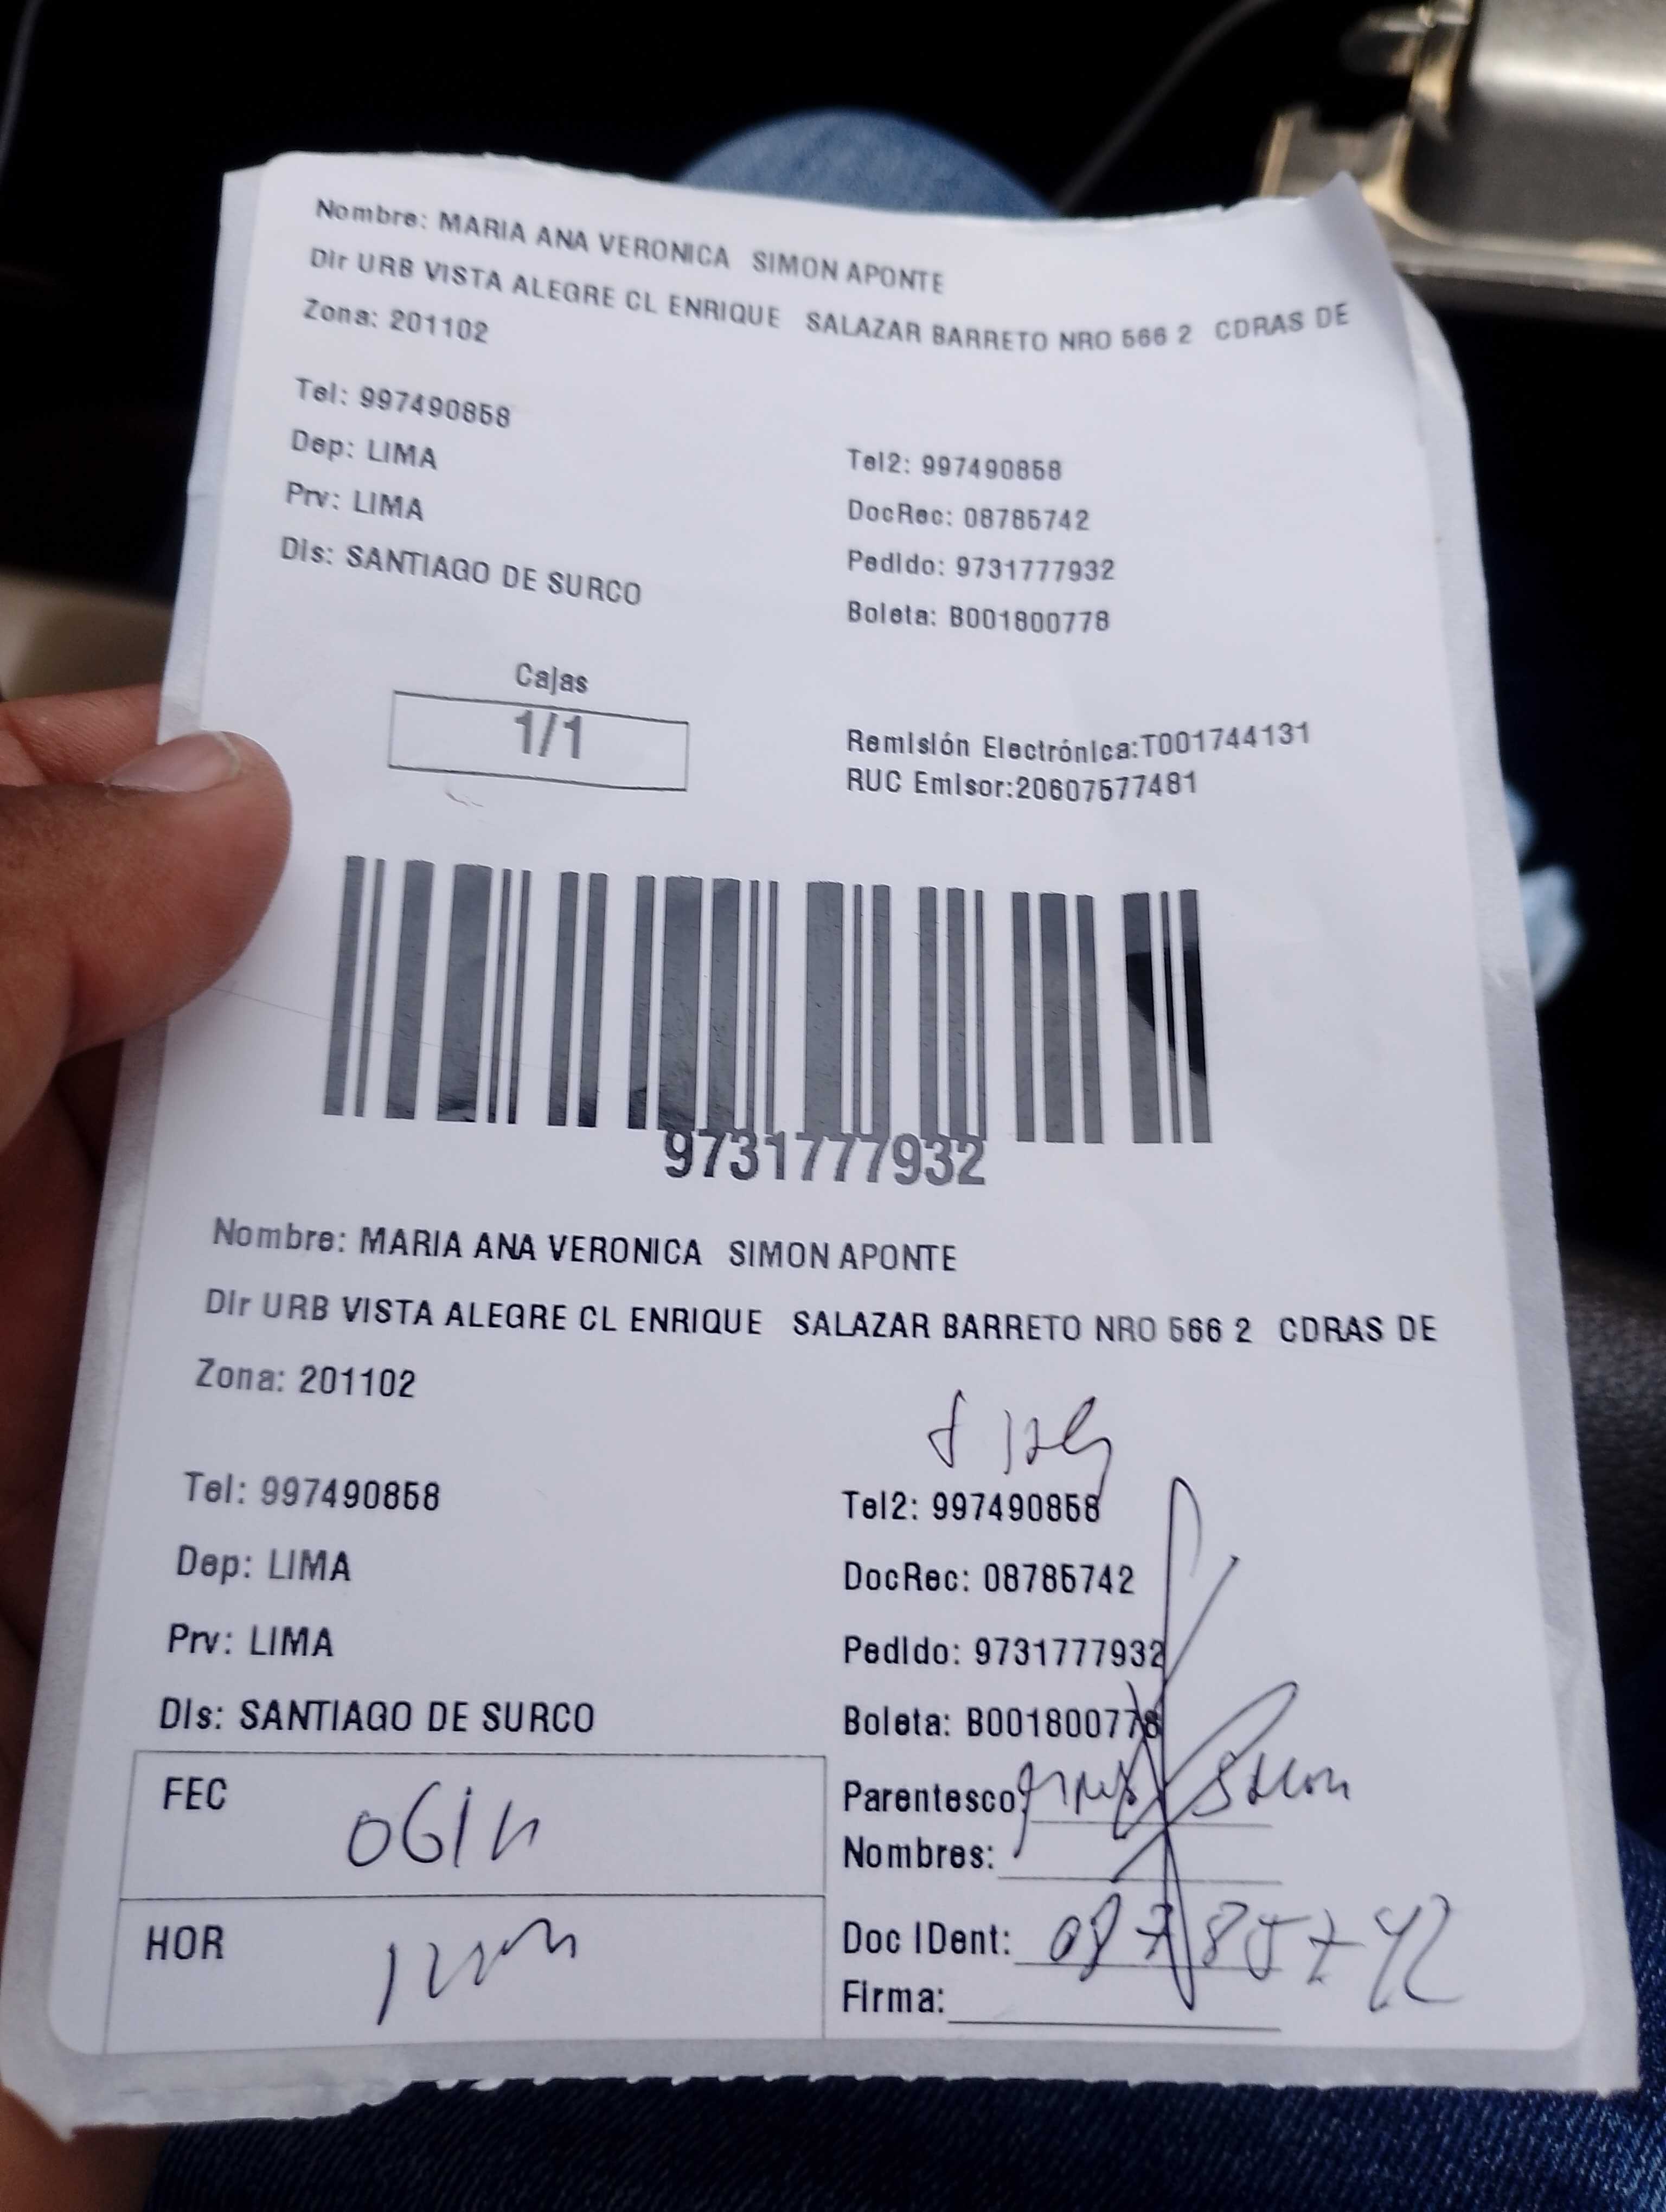 Nombre: MARIA ANA VERONICA SIMON APONTE
Dir URB VISTA ALEGRE CL ENRIQUE SALAZAR BARRETO NRO 566 2 CDRAS DE
Zona: 201102
Tel: 997490858
Dep: LIMA
Tel2: 997490858
Prv: LIMA
DocRec: 08785742
Dis: SANTIAGO DE SURCO
Pedido: 9731777932
Boleta: B001800778
Cajas
1/1
Remisión Electrónica:T001744131
RUC Emisor:20607577481
9731777932
Nombre: MARIA ANA VERONICA SIMON APONTE
Dir URB VISTA ALEGRE CL ENRIQUE SALAZAR BARRETO NRO 566 2 CDRAS DE
Zona: 201102
Tel: 997490858
Tel2: 997490858
Dep: LIMA
DocRec: 08785742
Prv: LIMA
Pedido: 9731777932
Dis: SANTIAGO DE SURCO
Boleta: B001800778
FEC
Parentesco: Simon
Nombres:
HOR
Doc IDent: 08785742
Firma: